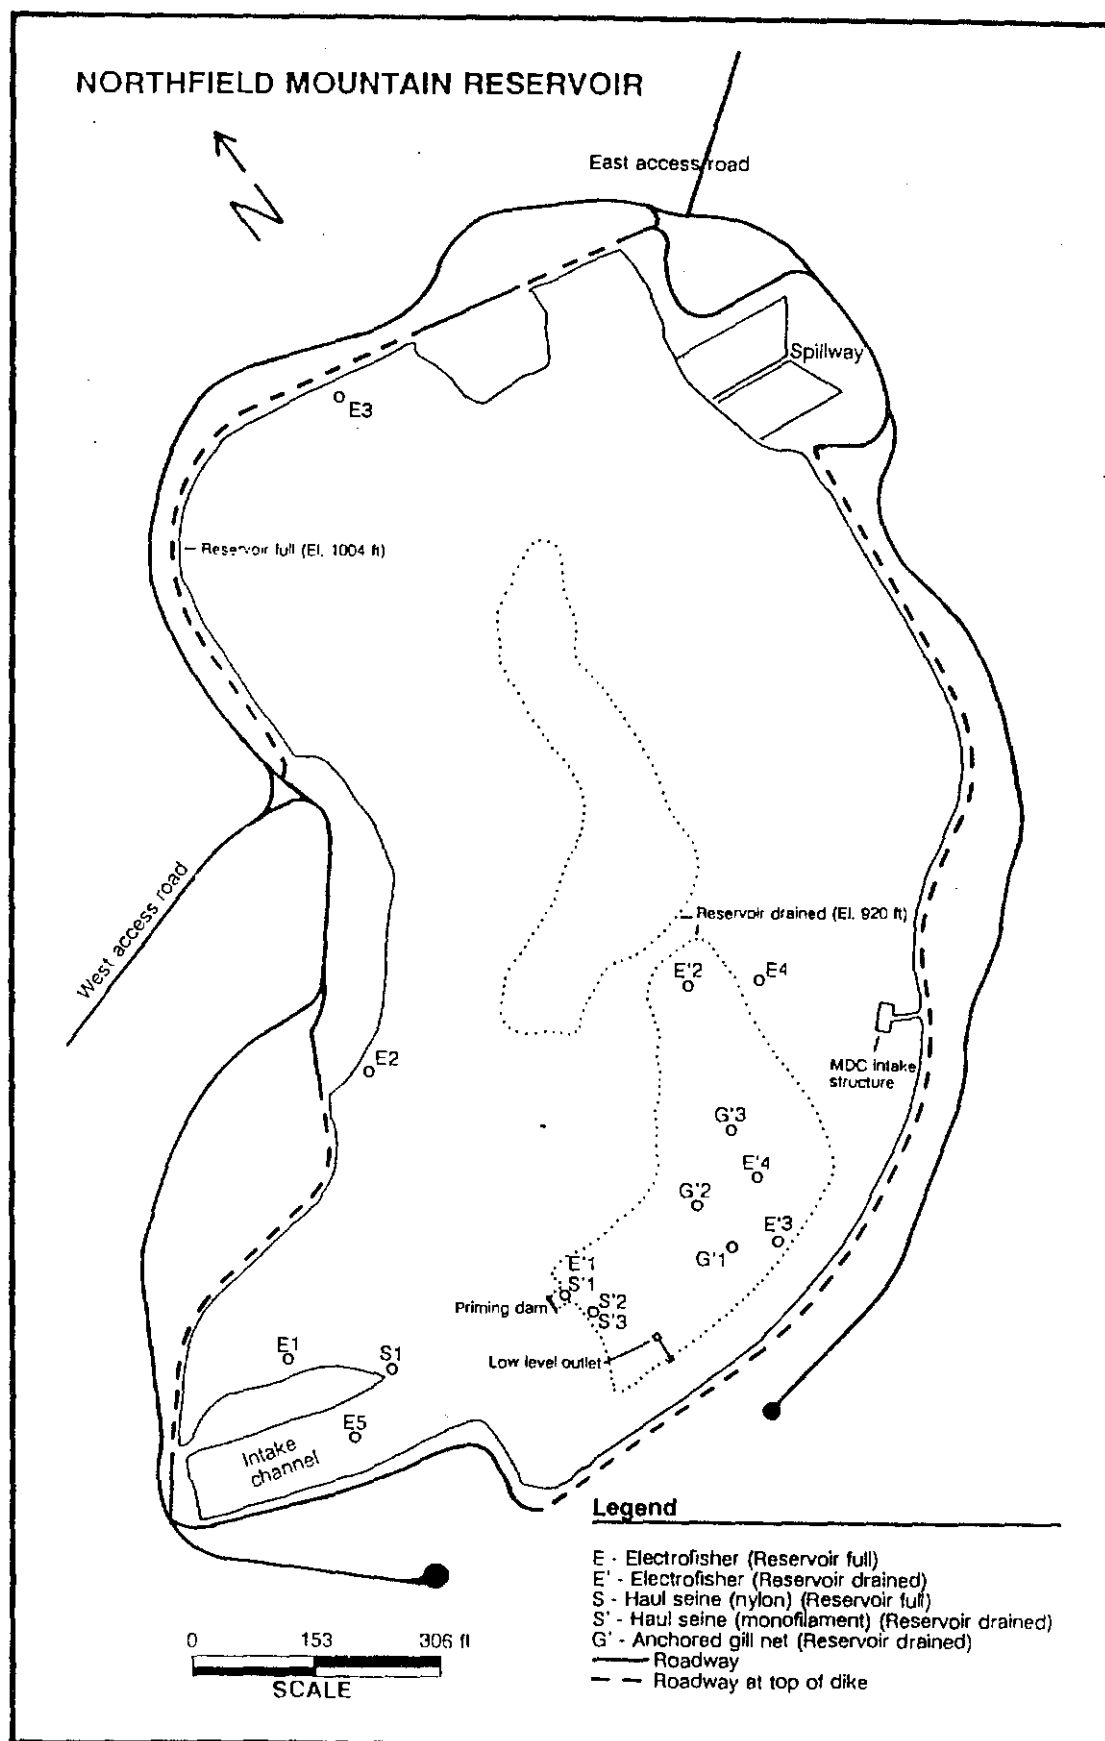 NORTHFIELD MOUNTAIN RESERVOIR
N
East access road
Spillway
E3
Reservoir full (El. 1004 ft)
West access road
Reservoir drained (El. 920 ft)
E'2
E4
MDC intake
structure
E2
G'3
E'4
G'2
E'3
G'1
E'1
S'1
S'2
S'3
Priming dam
Low level outlet
E1
S1
E5
Intake
channel
Legend
E - Electrofisher (Reservoir full)
E' - Electrofisher (Reservoir drained)
S - Haul seine (nylon) (Reservoir full)
S' - Haul seine (monofilament) (Reservoir drained)
G' - Anchored gill net (Reservoir drained)
Roadway
Roadway at top of dike
0 153 306 ft
SCALE